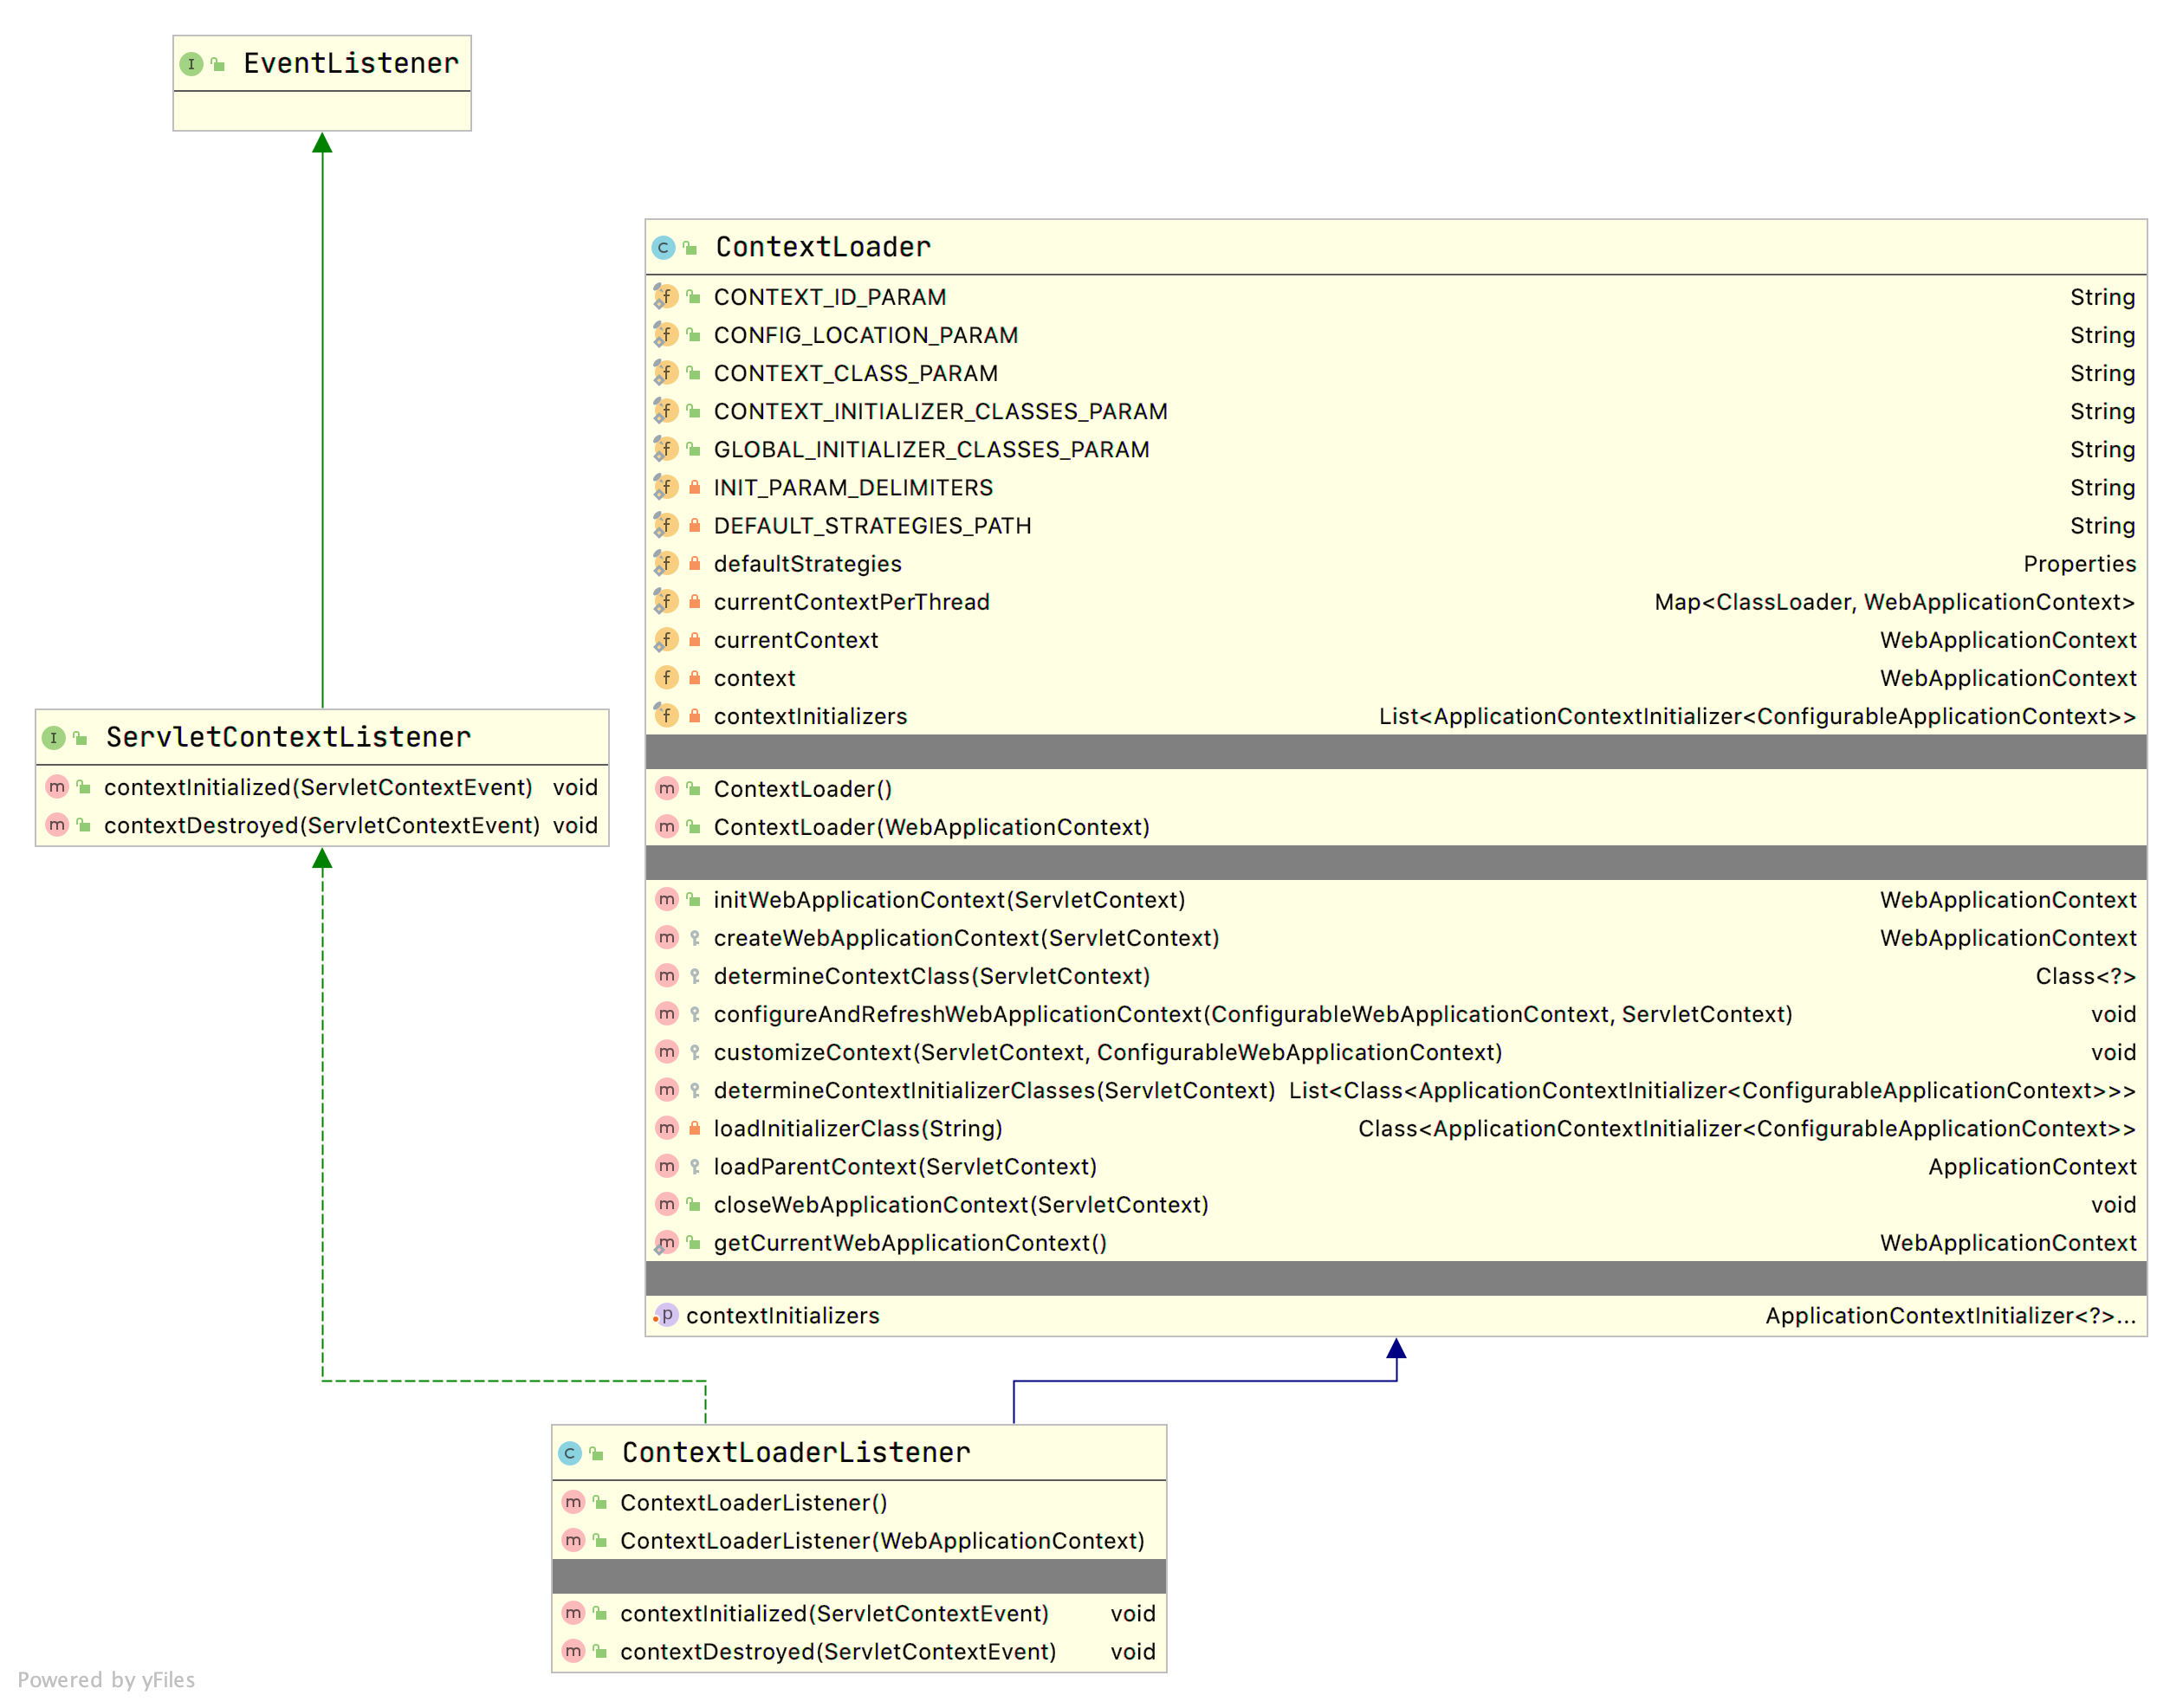 EventListener
ServletContextListener
contextInitialized(ServletContextEvent) void
contextDestroyed(ServletContextEvent) void
ContextLoader
CONTEXT_ID_PARAM String
CONFIG_LOCATION_PARAM String
CONTEXT_CLASS_PARAM String
CONTEXT_INITIALIZER_CLASSES_PARAM String
GLOBAL_INITIALIZER_CLASSES_PARAM String
INIT_PARAM_DELIMITERS String
DEFAULT_STRATEGIES_PATH String
defaultStrategies Properties
currentContextPerThread Map<ClassLoader, WebApplicationContext>
currentContext WebApplicationContext
context WebApplicationContext
contextInitializers List<ApplicationContextInitializer<ConfigurableApplicationContext>>
ContextLoader()
ContextLoader(WebApplicationContext)
initWebApplicationContext(ServletContext) WebApplicationContext
createWebApplicationContext(ServletContext) WebApplicationContext
determineContextClass(ServletContext) Class<?>
configureAndRefreshWebApplicationContext(ConfigurableWebApplicationContext, ServletContext) void
customizeContext(ServletContext, ConfigurableWebApplicationContext) void
determineContextInitializerClasses(ServletContext) List<Class<ApplicationContextInitializer<ConfigurableApplicationContext>>>
loadInitializerClass(String) Class<ApplicationContextInitializer<ConfigurableApplicationContext>>
loadParentContext(ServletContext) ApplicationContext
closeWebApplicationContext(ServletContext) void
getCurrentWebApplicationContext() WebApplicationContext
contextInitializers ApplicationContextInitializer<?>...
ContextLoaderListener
ContextLoaderListener()
ContextLoaderListener(WebApplicationContext)
contextInitialized(ServletContextEvent) void
contextDestroyed(ServletContextEvent) void
Powered by yFiles